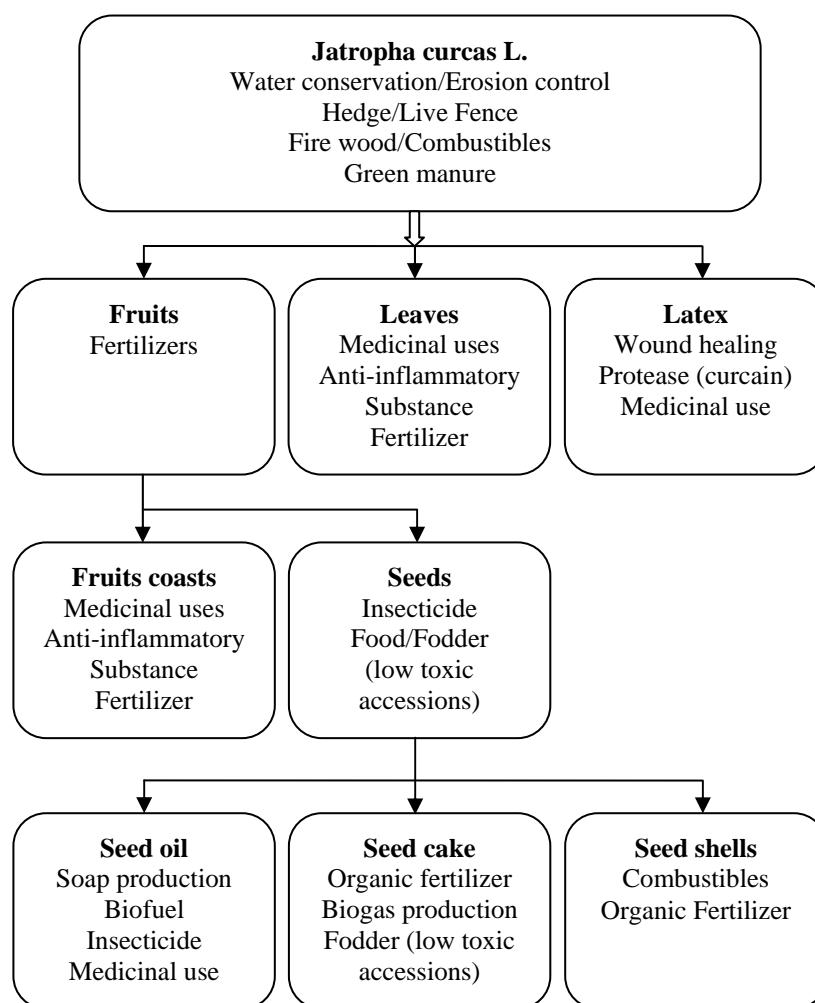 Jatropha curcas L.
Water conservation/Erosion control
Hedge/Live Fence
Fire wood/Combustibles
Green manure
Fruits
Fertilizers
Leaves
Medicinal uses
Anti-inflammatory
Substance
Fertilizer
Latex
Wound healing
Protease (curcain)
Medicinal use
Fruits coasts
Medicinal uses
Anti-inflammatory
Substance
Fertilizer
Seeds
Insecticide
Food/Fodder
(low toxic
accessions)
Seed oil
Soap production
Biofuel
Insecticide
Medicinal use
Seed cake
Organic fertilizer
Biogas production
Fodder (low toxic
accessions)
Seed shells
Combustibles
Organic Fertilizer